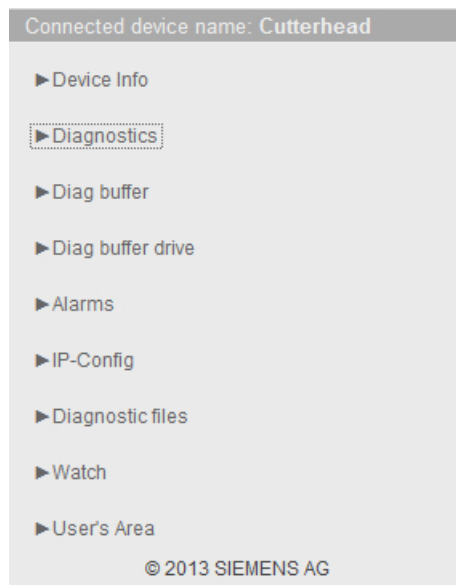 Connected device name: Cutterhead
►Device Info
►Diagnostics
►Diag buffer
►Diag buffer drive
►Alarms
►IP-Config
►Diagnostic files
►Watch
►User's Area
© 2013 SIEMENS AG